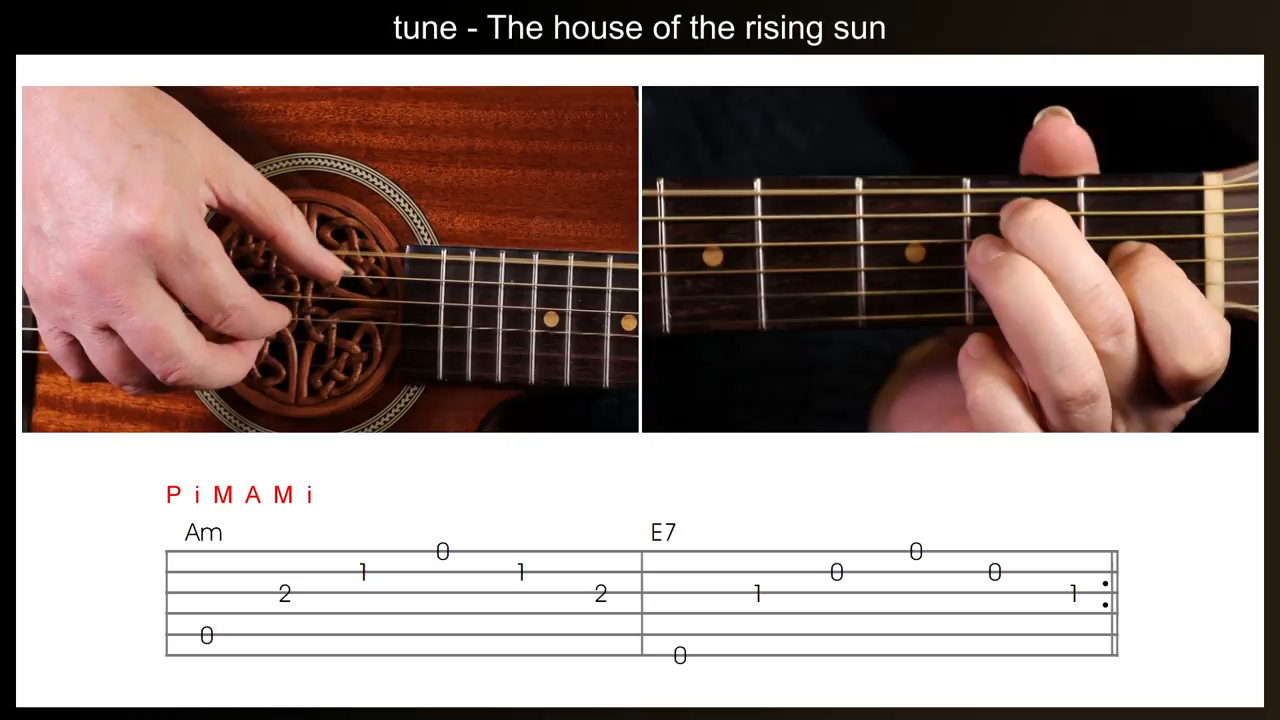 tune - The house of the rising sun
P i M A M i
Am E7
0 0
1 1 0 0
2 2 1 1
0
0